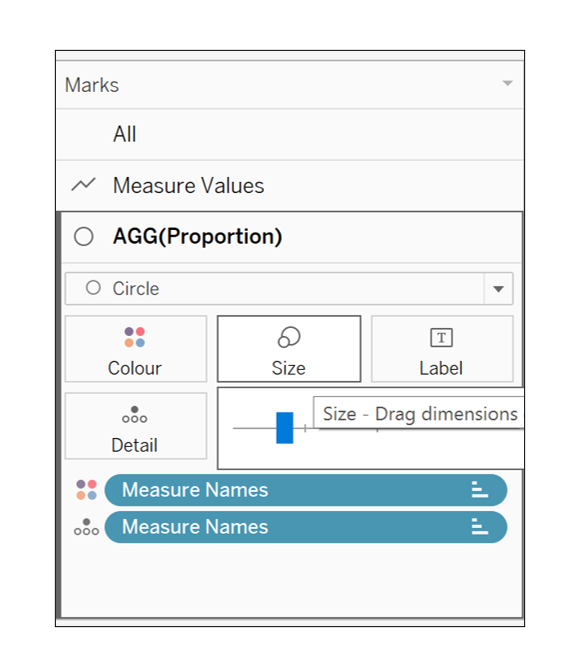 Marks
All
Measure Values
AGG(Proportion)
Circle
Colour Size T Label
Detail Size - Drag dimensions
Measure Names
Measure Names